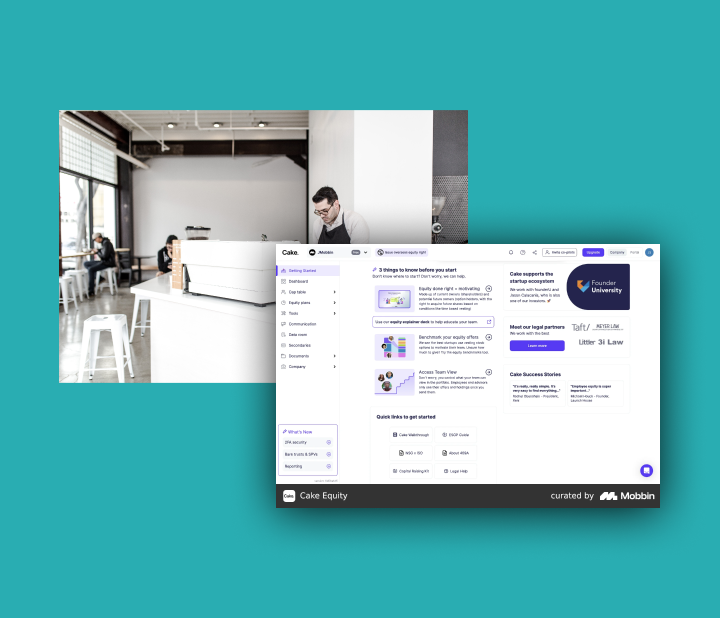 Cake.
JMobbin
Issue reversed equity right
Invite co-admin
Upgrade
Company
Getting Started
Dashboard
Cap table
Equity plans
Tools
Communication
Data room
Secondaries
Documents
Company
What's New
2FA security
Bare trusts & SPVs
Reporting
3 things to know before you start
Don't know where to start? Don't worry, we can help.
Equity done right = motivating
Use our equity explainer deck to help educate your team.
Benchmark your equity offers
Access Team View
Quick links to get started
Cake Walkthrough
ESOP Guide
NSO v ISO
About 409A
Capital Raising Kit
Legal Help
Cake supports the
startup ecosystem
We work with FounderU and
Jason Calacanis, who is also
one of our investors.
Founder
University
Meet our legal partners
We work with the best.
Learn more
Taft/
MEYER LAW
Littler
3i Law
Cake Success Stories
"It's really, really simple. It's
very easy to find everything..."
"Employee equity is super
important..."
Cake.
Cake Equity
curated by
Mobbin